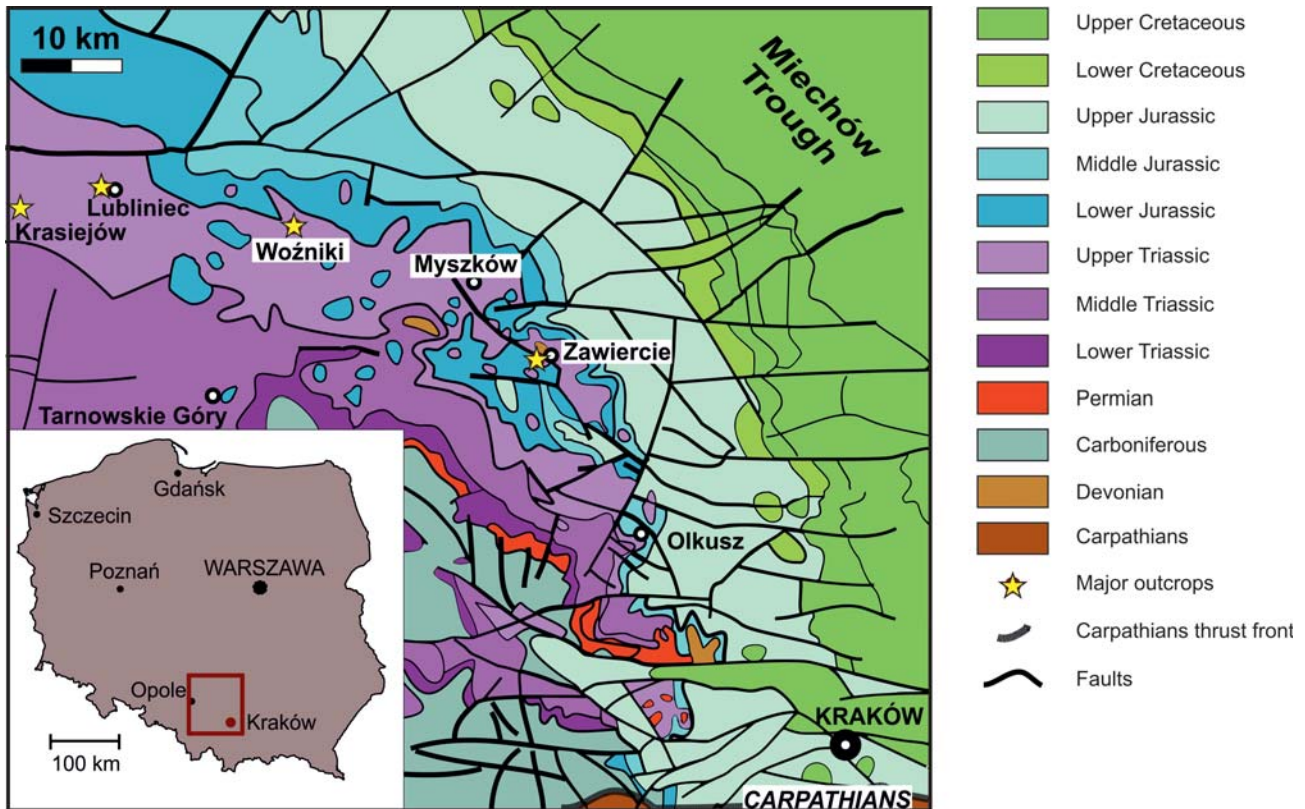 10 km
Miechów
Trough
Lubliniec
Krasiejów
Woźniki
Myszków
Zawiercie
Tarnowskie Góry
Olkusz
KRAKÓW
CARPATHIANS
Gdańsk
Szczecin
Poznań
WARSZAWA
Opole
Kraków
100 km
Upper Cretaceous
Lower Cretaceous
Upper Jurassic
Middle Jurassic
Lower Jurassic
Upper Triassic
Middle Triassic
Lower Triassic
Permian
Carboniferous
Devonian
Carpathians
Major outcrops
Carpathians thrust front
Faults